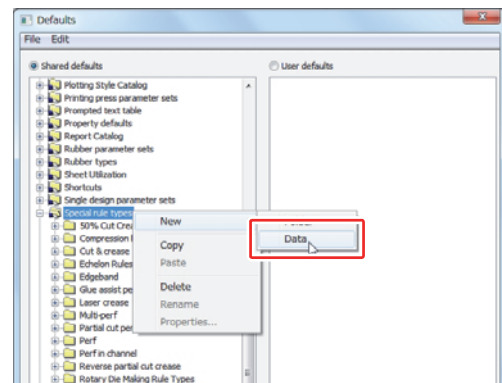 Defaults
File Edit
Shared defaults
User defaults
Plotting Style Catalog
Printing press parameter sets
Prompted text table
Property defaults
Report Catalog
Rubber parameter sets
Rubber types
Sheet Utilization
Shortcuts
Single design parameter sets
Special rule types
50% Cut Crea
Compression
Cut & crease
Echelon Rules
Edgeband
Glue assist pe
Laser crease
Multi-perf
Partial cut per
Perf
Perf in channel
Reverse partial cut crease
Rotary Die Making Rule Types
New
Copy
Paste
Delete
Rename
Properties...
Data